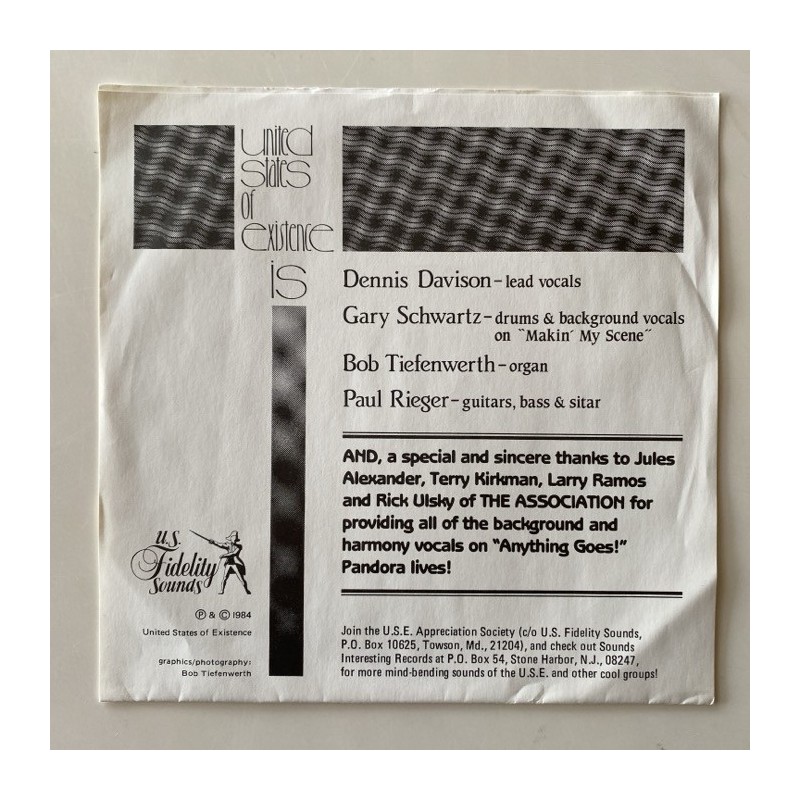 united
states
of
existence
is
Dennis Davison – lead vocals
Gary Schwartz – drums & background vocals
on "Makin' My Scene"
Bob Tiefenwerth – organ
Paul Rieger – guitars, bass & sitar
AND, a special and sincere thanks to Jules
Alexander, Terry Kirkman, Larry Ramos
and Rick Ulsky of THE ASSOCIATION for
providing all of the background and
harmony vocals on "Anything Goes!"
Pandora lives!
U.S.
Fidelity
Sounds
℗ & © 1984
United States of Existence
graphics/photography:
Bob Tiefenwerth
Join the U.S.E. Appreciation Society (c/o U.S. Fidelity Sounds,
P.O. Box 10625, Towson, Md., 21204), and check out Sounds
Interesting Records at P.O. Box 54, Stone Harbor, N.J., 08247,
for more mind-bending sounds of the U.S.E. and other cool groups!